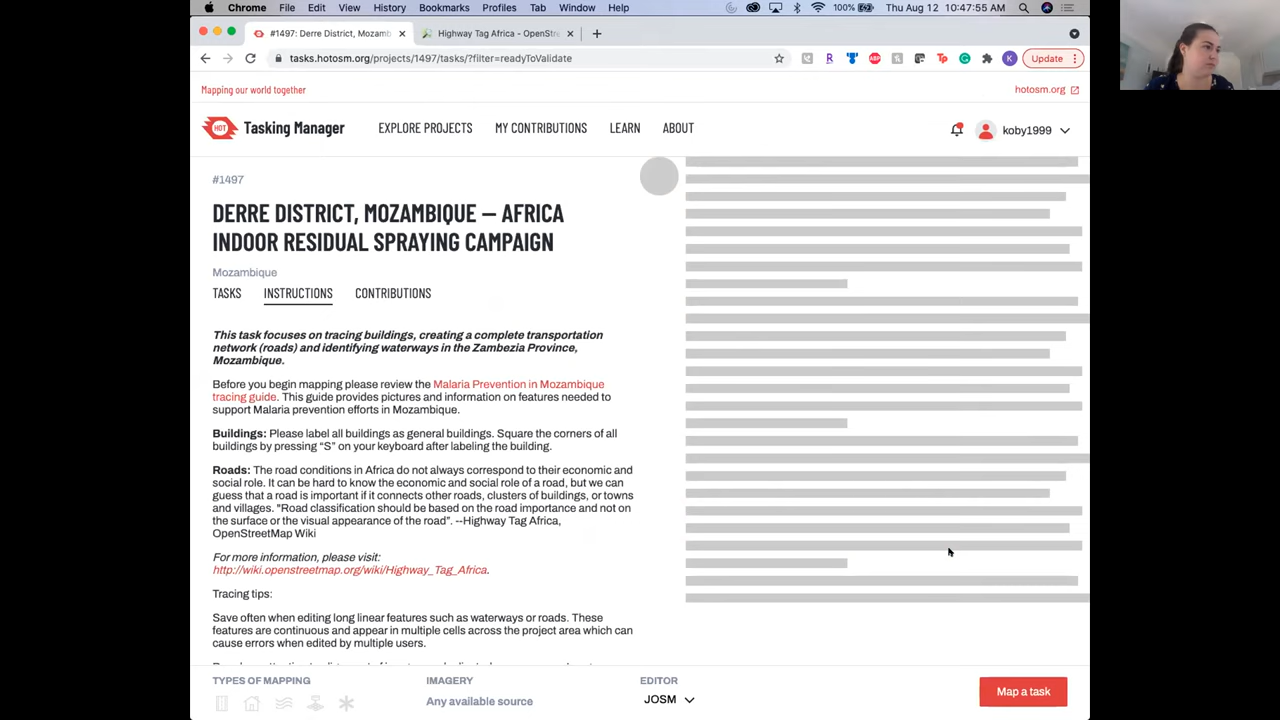 Chrome File Edit View History Bookmarks Profiles Tab Window Help 100% Thu Aug 12 10:47:55 AM
#1497: Derre District, Mozamb Highway Tag Africa - OpenStre
tasks.hotosm.org/projects/1497/tasks/?filter=readyToValidate Update
Mapping our world together hotosm.org
HOT Tasking Manager EXPLORE PROJECTS MY CONTRIBUTIONS LEARN ABOUT koby1999
#1497
DERRE DISTRICT, MOZAMBIQUE — AFRICA
INDOOR RESIDUAL SPRAYING CAMPAIGN
Mozambique
TASKS INSTRUCTIONS CONTRIBUTIONS
This task focuses on tracing buildings, creating a complete transportation
network (roads) and identifying waterways in the Zambezia Province,
Mozambique.
Before you begin mapping please review the Malaria Prevention in Mozambique
tracing guide. This guide provides pictures and information on features needed to
support Malaria prevention efforts in Mozambique.
Buildings: Please label all buildings as general buildings. Square the corners of all
buildings by pressing “S” on your keyboard after labeling the building.
Roads: The road conditions in Africa do not always correspond to their economic and
social role. It can be hard to know the economic and social role of a road, but we can
guess that a road is important if it connects other roads, clusters of buildings, or towns
and villages. "Road classification should be based on the road importance and not on
the surface or the visual appearance of the road”. --Highway Tag Africa,
OpenStreetMap Wiki
For more information, please visit:
http://wiki.openstreetmap.org/wiki/Highway_Tag_Africa.
Tracing tips:
Save often when editing long linear features such as waterways or roads. These
features are continuous and appear in multiple cells across the project area which can
cause errors when edited by multiple users.
TYPES OF MAPPING IMAGERY EDITOR
Any available source JOSM Map a task